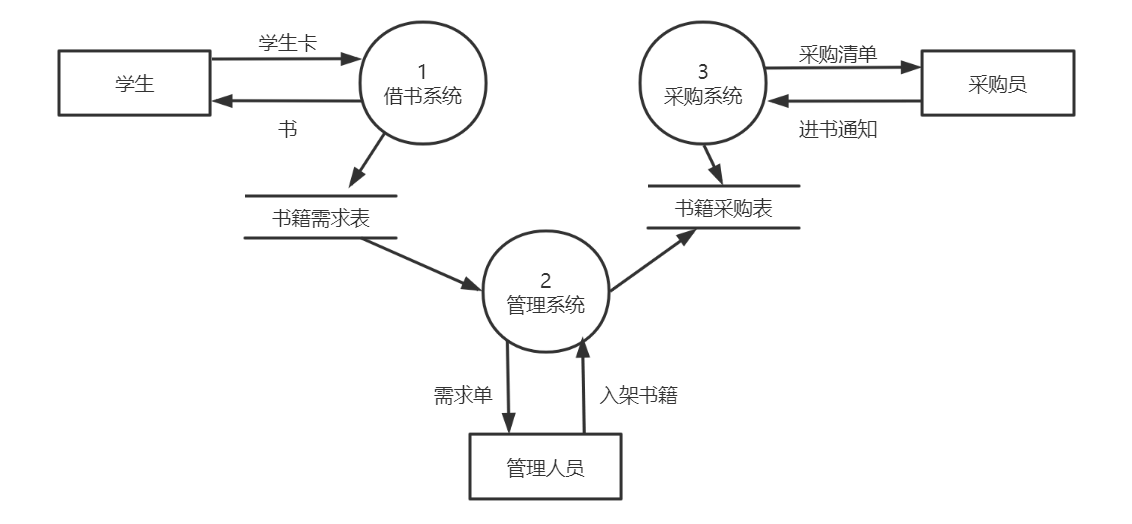 学生卡
学生
书
1
借书系统
3
采购系统
采购清单
采购员
进书通知
书籍需求表
书籍采购表
2
管理系统
需求单
入架书籍
管理人员